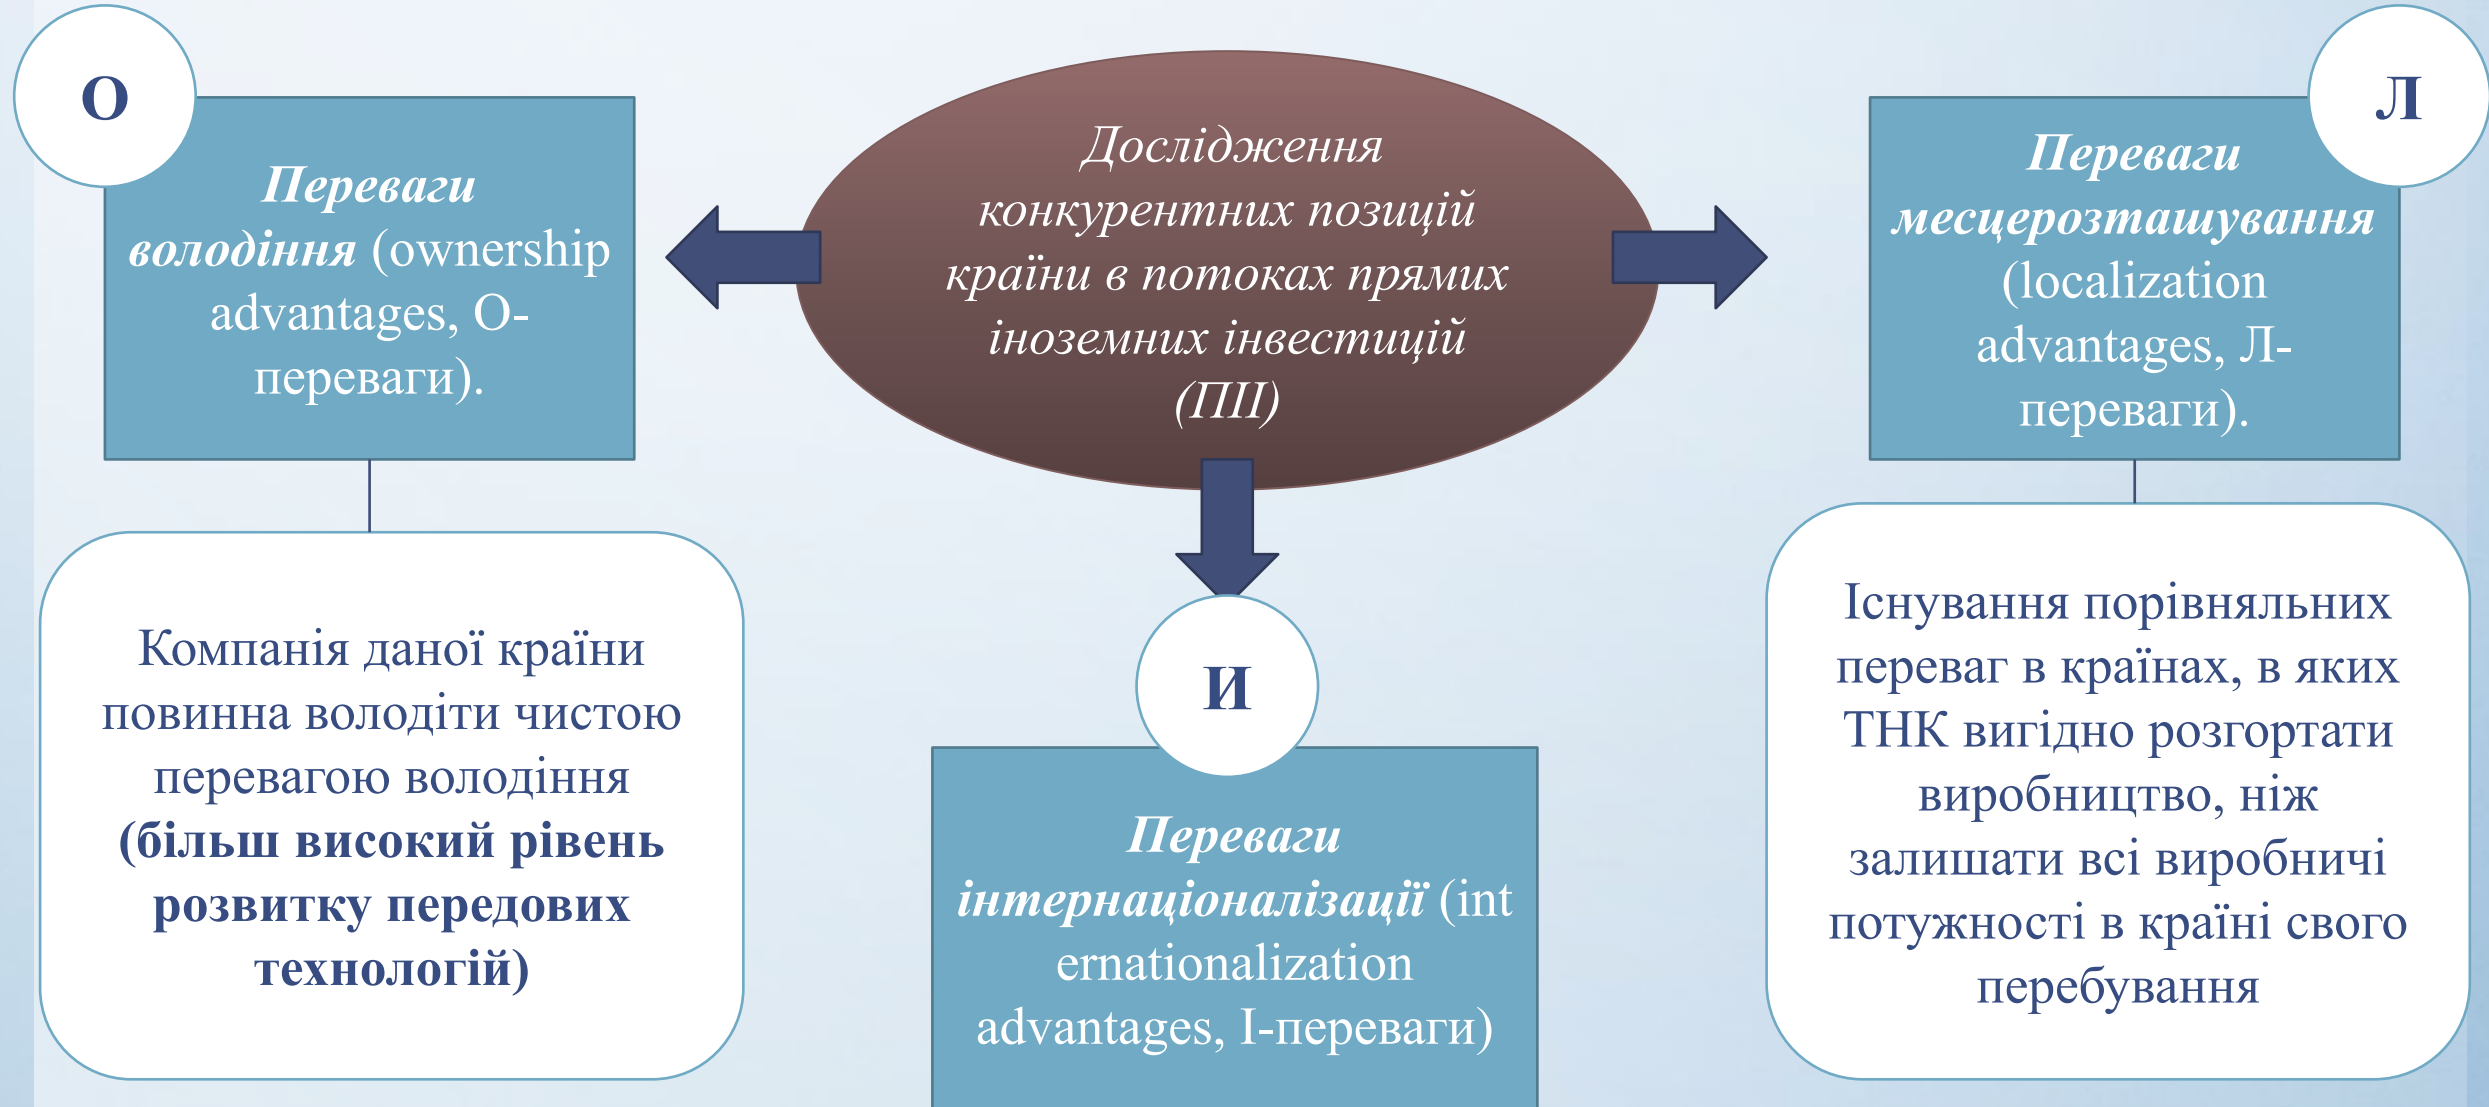 О
Переваги
володіння (ownership
advantages, О-
переваги).
Компанія даної країни
повинна володіти чистою
перевагою володіння
(більш високий рівень
розвитку передових
технологій)
Дослідження
конкурентних позицій
країни в потоках прямих
іноземних інвестицій
(ПІІ)
И
Переваги
інтернаціоналізації (int
ernationalization
advantages, І-переваги)
Л
Переваги
месцерозташування
(localization
advantages, Л-
переваги).
Існування порівняльних
переваг в країнах, в яких
ТНК вигідно розгортати
виробництво, ніж
залишати всі виробничі
потужності в країні свого
перебування